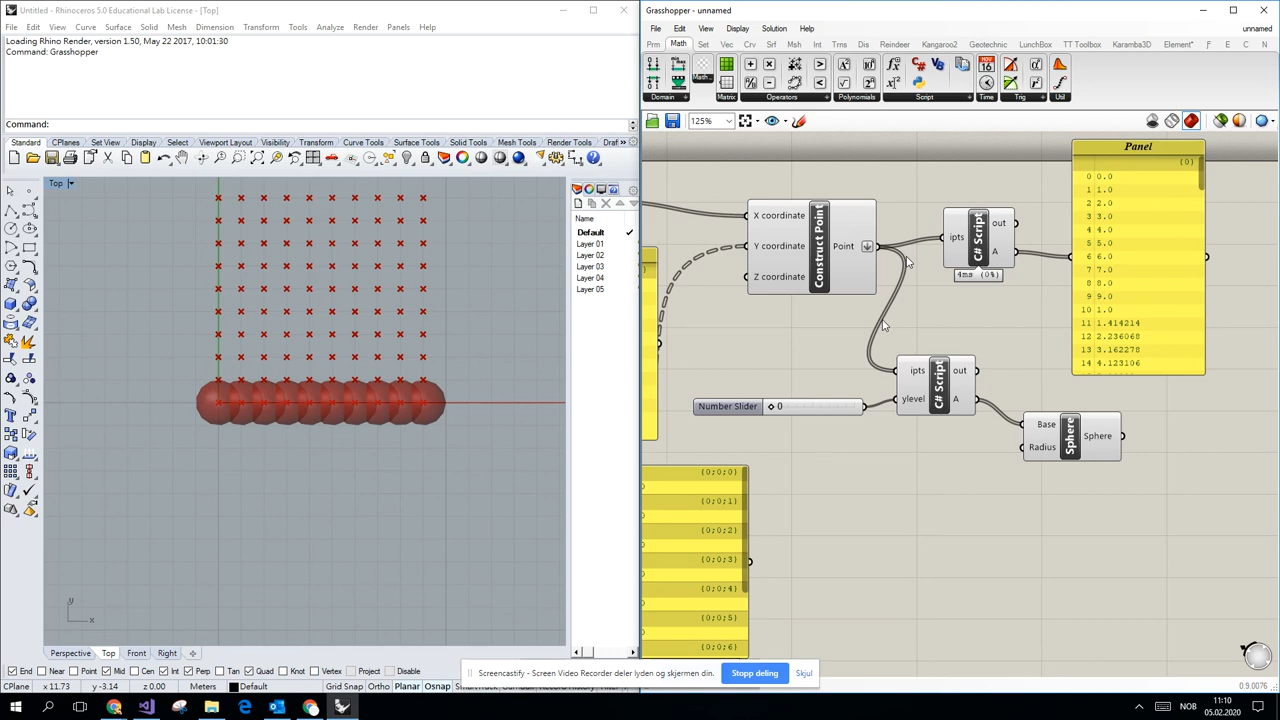 Untitled - Rhinoceros 5.0 Educational Lab License - [Top]
File Edit View Curve Surface Solid Mesh Dimension Transform Tools Analyze Render Panels Help
Loading Rhino Render, version 1.50, May 22 2017, 10:01:30
Command: Grasshopper
Command:
Standard CPlanes Set View Display Select Viewport Layout Visibility Transform Curve Tools Surface Tools Solid Tools Mesh Tools Render Tools
Top
Name
Default
Layer 01
Layer 02
Layer 03
Layer 04
Layer 05
y
x
Perspective Top Front Right
End Near Point Mid Cen Int Perp Tan Quad Knot Vertex Project Disable
CPlane x 11.73 y -3.14 z 0.00 Meters Default Grid Snap Ortho Planar Osnap
Grasshopper - unnamed
File Edit View Display Solution Help unnamed
Prm Math Set Vec Crv Srf Msh Int Trns Dis Reindeer Kangaroo2 Geotechnic LunchBox TT Toolbox Karamba3D Element*
Domain Matrix Operators Polynomials Script Time Trig Util
125%
X coordinate
Y coordinate
Z coordinate
Construct Point
Point
ipts
C# Script
out
A
4ms (0%)
Panel
{0}
0 0.0
1 1.0
2 2.0
3 3.0
4 4.0
5 5.0
6 6.0
7 7.0
8 8.0
9 9.0
10 1.0
11 1.414214
12 2.236068
13 3.162278
14 4.123106
Number Slider 0
ipts
ylevel
C# Script
out
A
Base
Radius
Sphere
Sphere
{0;0;0}
{0;0;1}
{0;0;2}
{0;0;3}
{0;0;4}
{0;0;5}
{0;0;6}
0.9.0076
Screencastify - Screen Video Recorder deler lyden og skjermen din.
Stopp deling
Skjul
NOB
11:10
05.02.2020